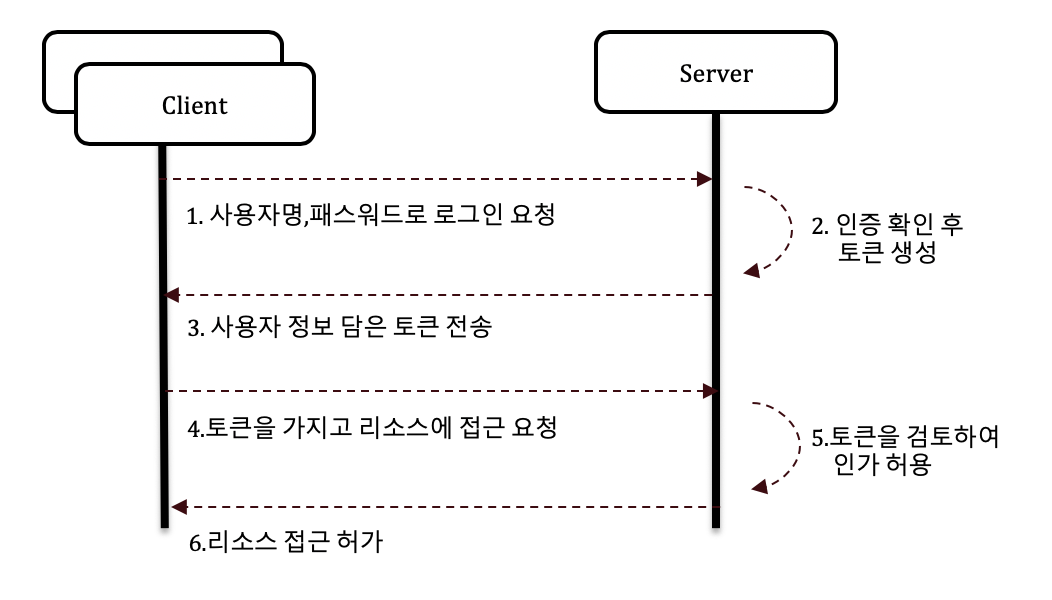 Client
Server
1. 사용자명,패스워드로 로그인 요청
2. 인증 확인 후
토큰 생성
3. 사용자 정보 담은 토큰 전송
4.토큰을 가지고 리소스에 접근 요청
5.토큰을 검토하여
인가 허용
6.리소스 접근 허가